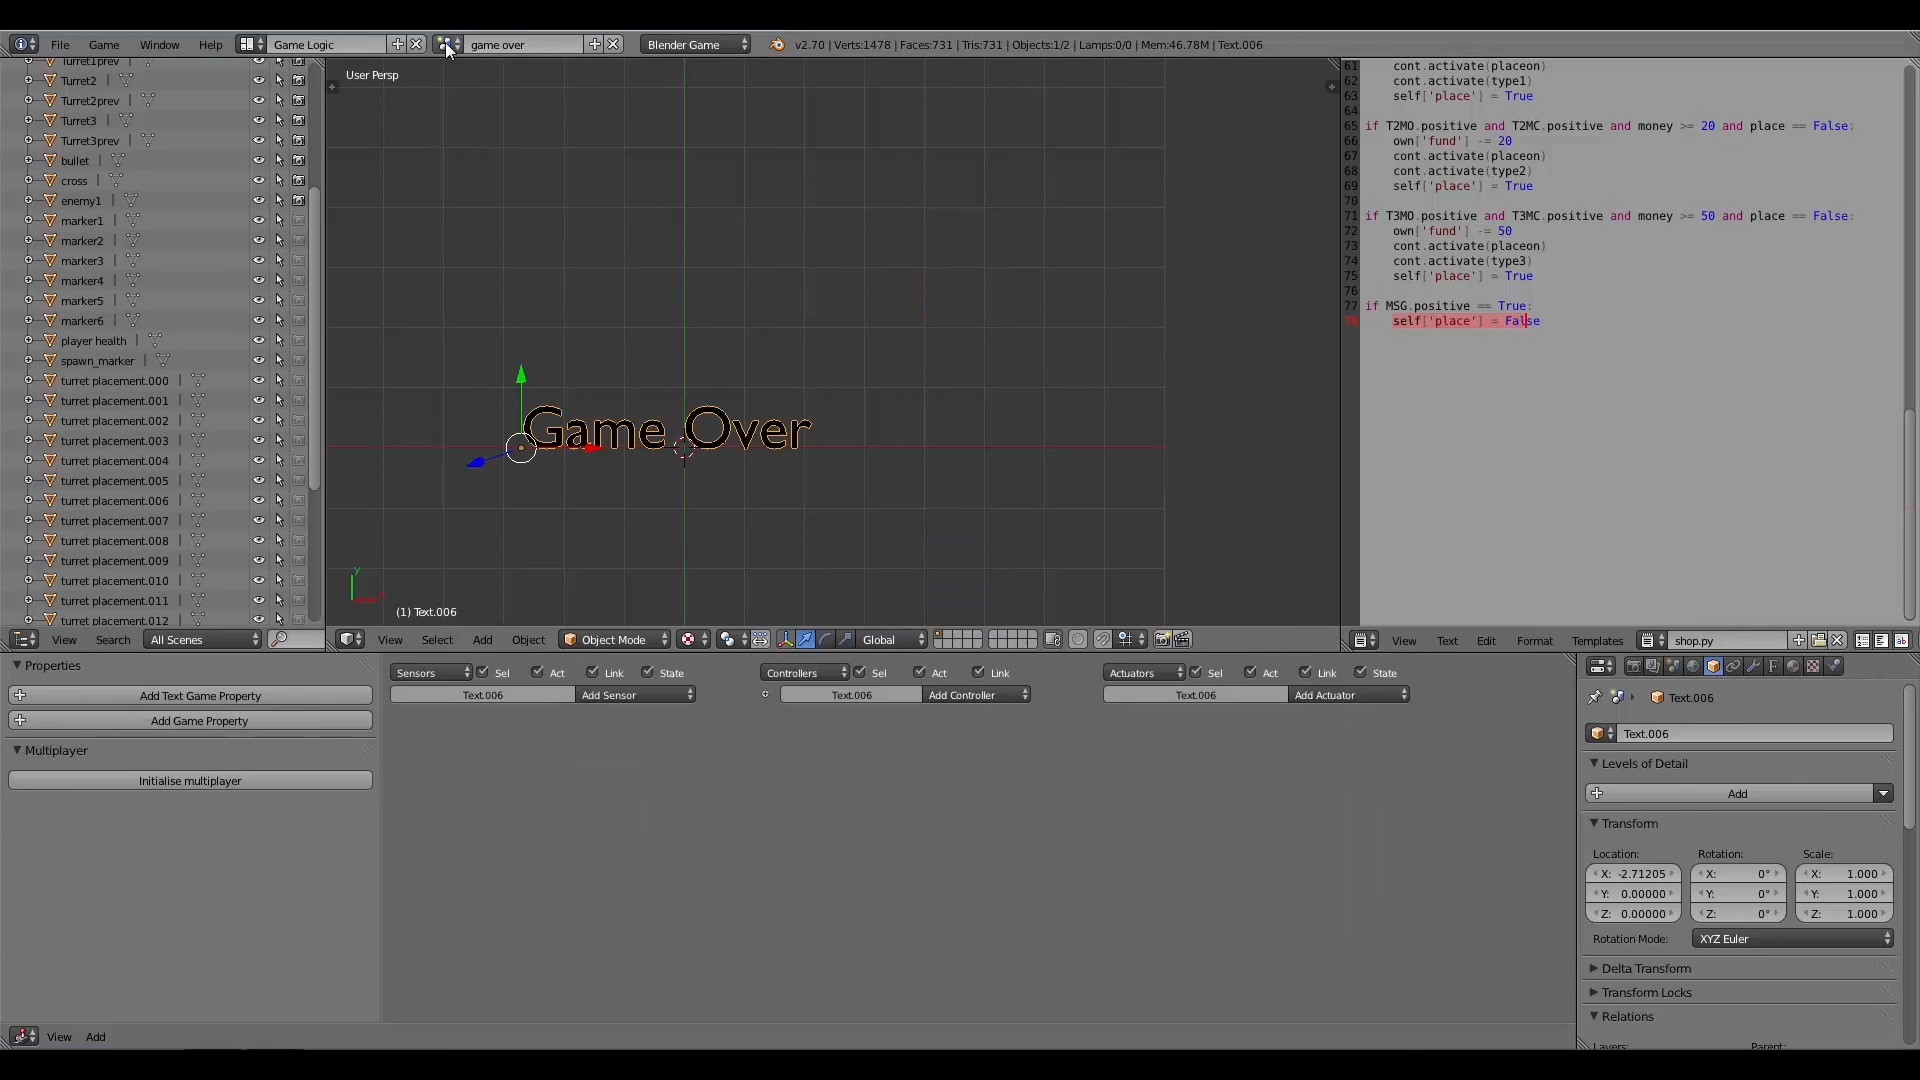 File Game Window Help Game Logic game over Blender Game v2.70 | Verts:1478 | Faces:731 | Tris:731 | Objects:1/2 | Lamps:0/0 | Mem:46.78M | Text.006
Turret1prev
Turret2
Turret2prev
Turret3
Turret3prev
bullet
cross
enemy1
marker1
marker2
marker3
marker4
marker5
marker6
player health
spawn_marker
turret placement.000
turret placement.001
turret placement.002
turret placement.003
turret placement.004
turret placement.005
turret placement.006
turret placement.007
turret placement.008
turret placement.009
turret placement.010
turret placement.011
turret placement.012
View Search All Scenes
User Persp
Game Over
y
x
(1) Text.006
View Select Add Object Object Mode Global
61 cont.activate(placeon)
62 cont.activate(type1)
63 self['place'] = True
64
65 if T2MO.positive and T2MC.positive and money >= 20 and place == False:
66 own['fund'] -= 20
67 cont.activate(placeon)
68 cont.activate(type2)
69 self['place'] = True
70
71 if T3MO.positive and T3MC.positive and money >= 50 and place == False:
72 own['fund'] -= 50
73 cont.activate(placeon)
74 cont.activate(type3)
75 self['place'] = True
76
77 if MSG.positive == True:
self['place'] = False
View Text Edit Format Templates shop.py
Properties
Add Text Game Property
Add Game Property
Multiplayer
Initialise multiplayer
Sensors Sel Act Link State Controllers Sel Act Link Actuators Sel Act Link State
Text.006 Add Sensor Text.006 Add Controller Text.006 Add Actuator
Text.006
Text.006
Levels of Detail
Add
Transform
Location: Rotation: Scale:
X: -2.71205 X: 0° X: 1.000
Y: 0.00000 Y: 0° Y: 1.000
Z: 0.00000 Z: 0° Z: 1.000
Rotation Mode: XYZ Euler
Delta Transform
Transform Locks
Relations
Layers: Parent:
View Add